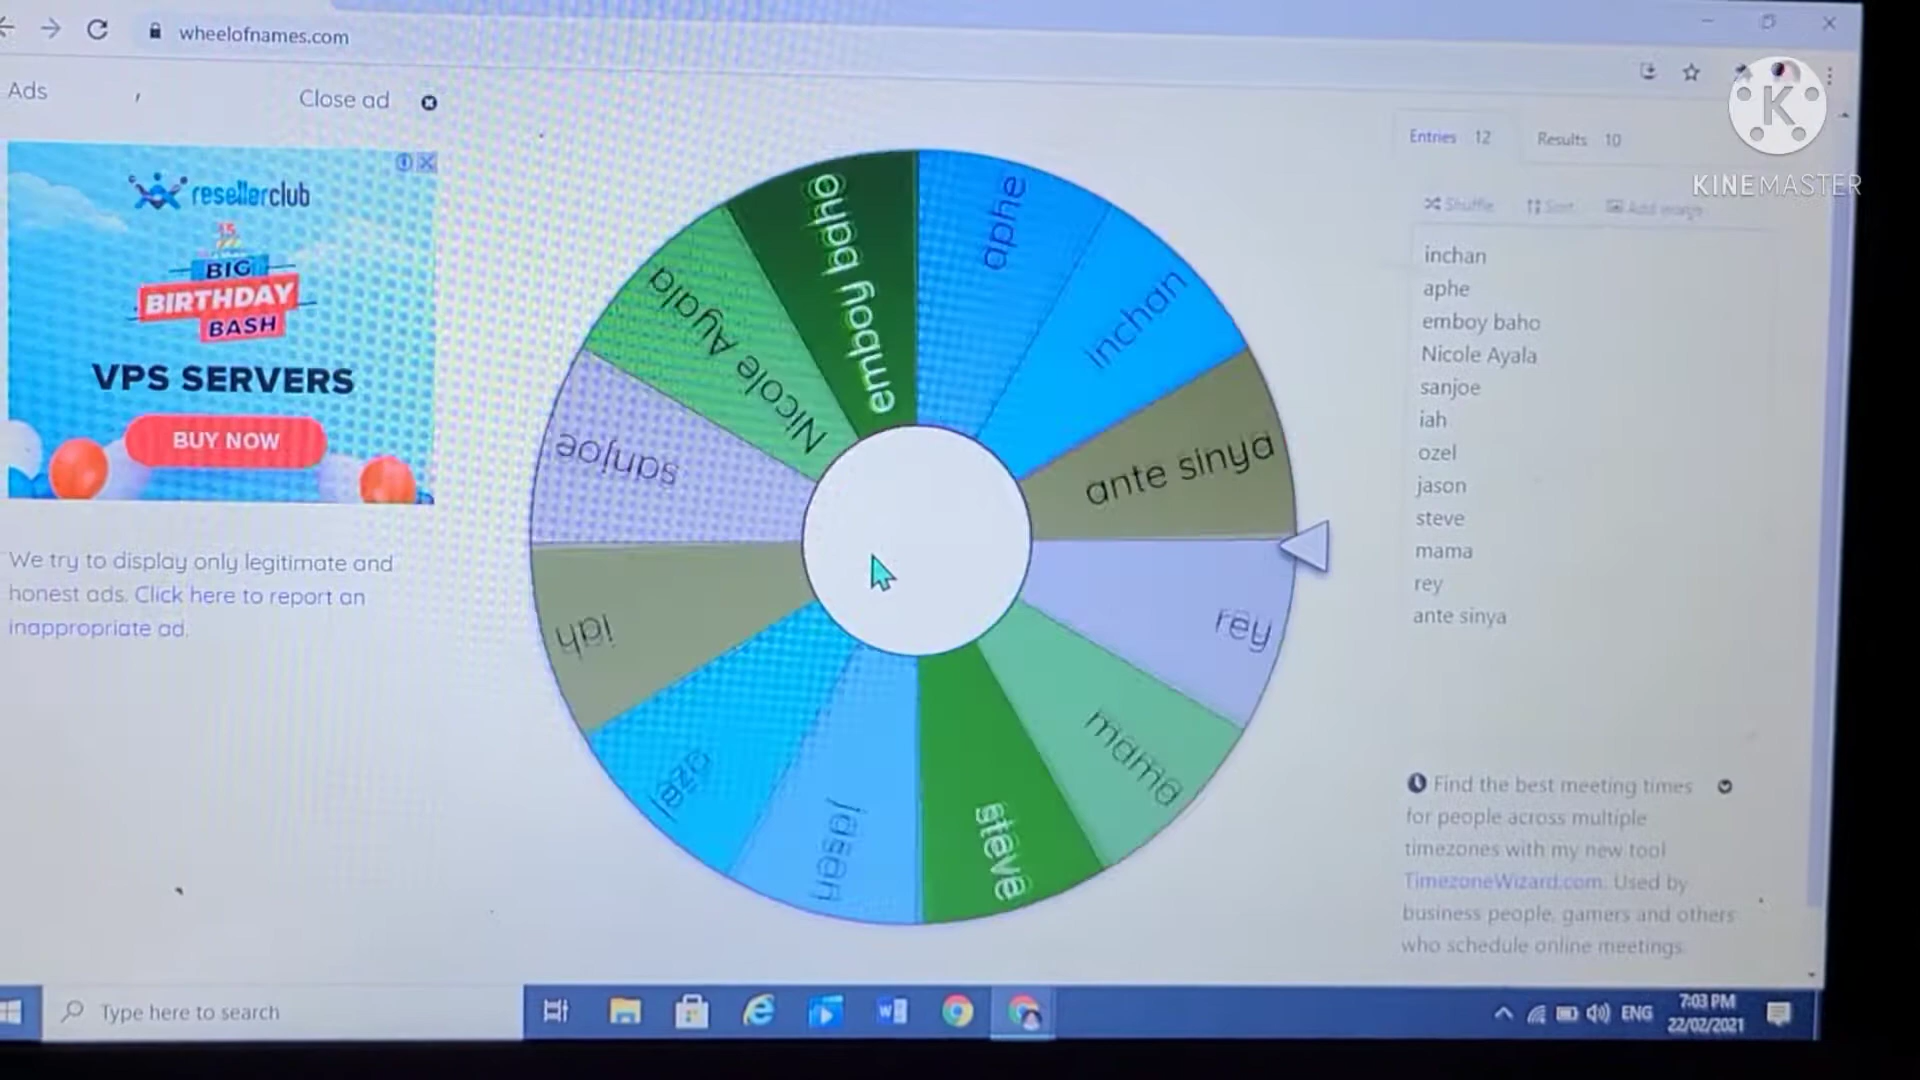 wheelofnames.com
Ads
Close ad
resellerclub
15
BIG
BIRTHDAY
BASH
VPS SERVERS
BUY NOW
We try to display only legitimate and
honest ads. Click here to report an
inappropriate ad.
aphe
inchan
ante sinya
rey
mama
steve
jason
ozel
iah
sanjoe
Nicole Ayala
emboy baho
Entries 12
Results 10
K
KINEMASTER
Shuffle
Sort
Add image
inchan
aphe
emboy baho
Nicole Ayala
sanjoe
iah
ozel
jason
steve
mama
rey
ante sinya
Find the best meeting times
for people across multiple
timezones with my new tool
TimezoneWizard.com. Used by
business people, gamers and others
who schedule online meetings.
Type here to search
ENG
7:03 PM
22/02/2021